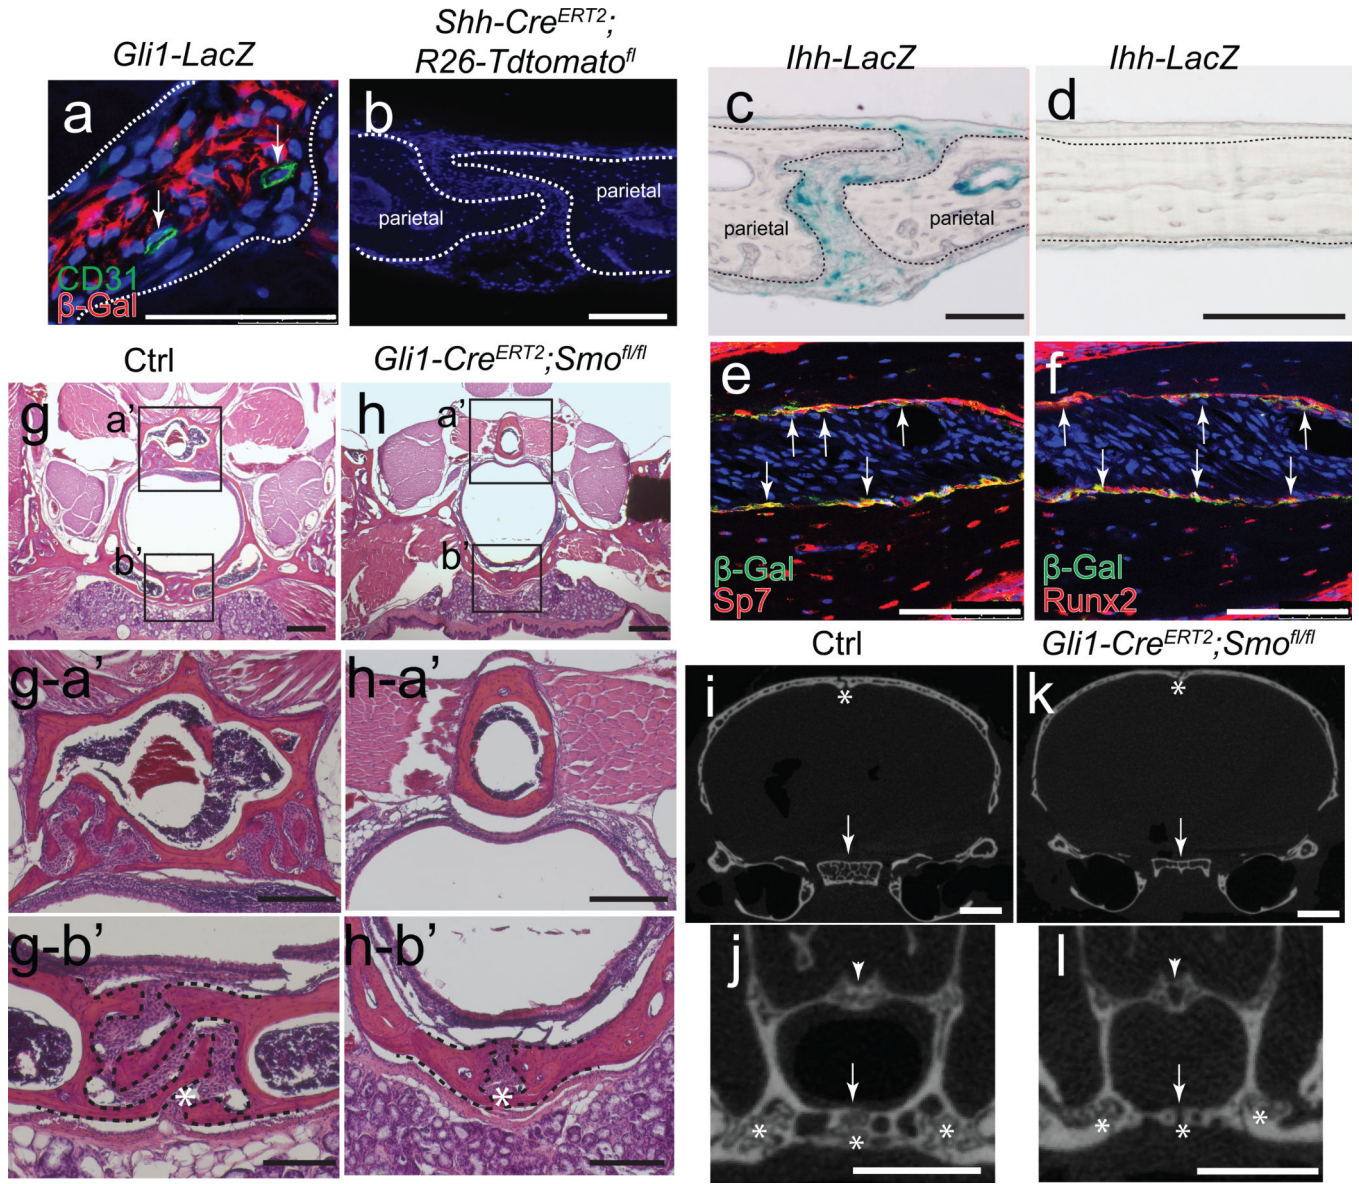 Gli1-LacZ
Shh-CreERT2;
R26-Tdtomatofl
Ihh-LacZ
Ihh-LacZ
a
CD31
β-Gal
b
parietal
parietal
c
parietal
parietal
d
Ctrl
Gli1-CreERT2;Smofl/fl
e
β-Gal
Sp7
f
β-Gal
Runx2
g
a’
b’
h
a’
b’
Ctrl
Gli1-CreERT2;Smofl/fl
g-a’
h-a’
i
*
k
*
g-b’
*
h-b’
*
j
*
*
*
l
*
*
*